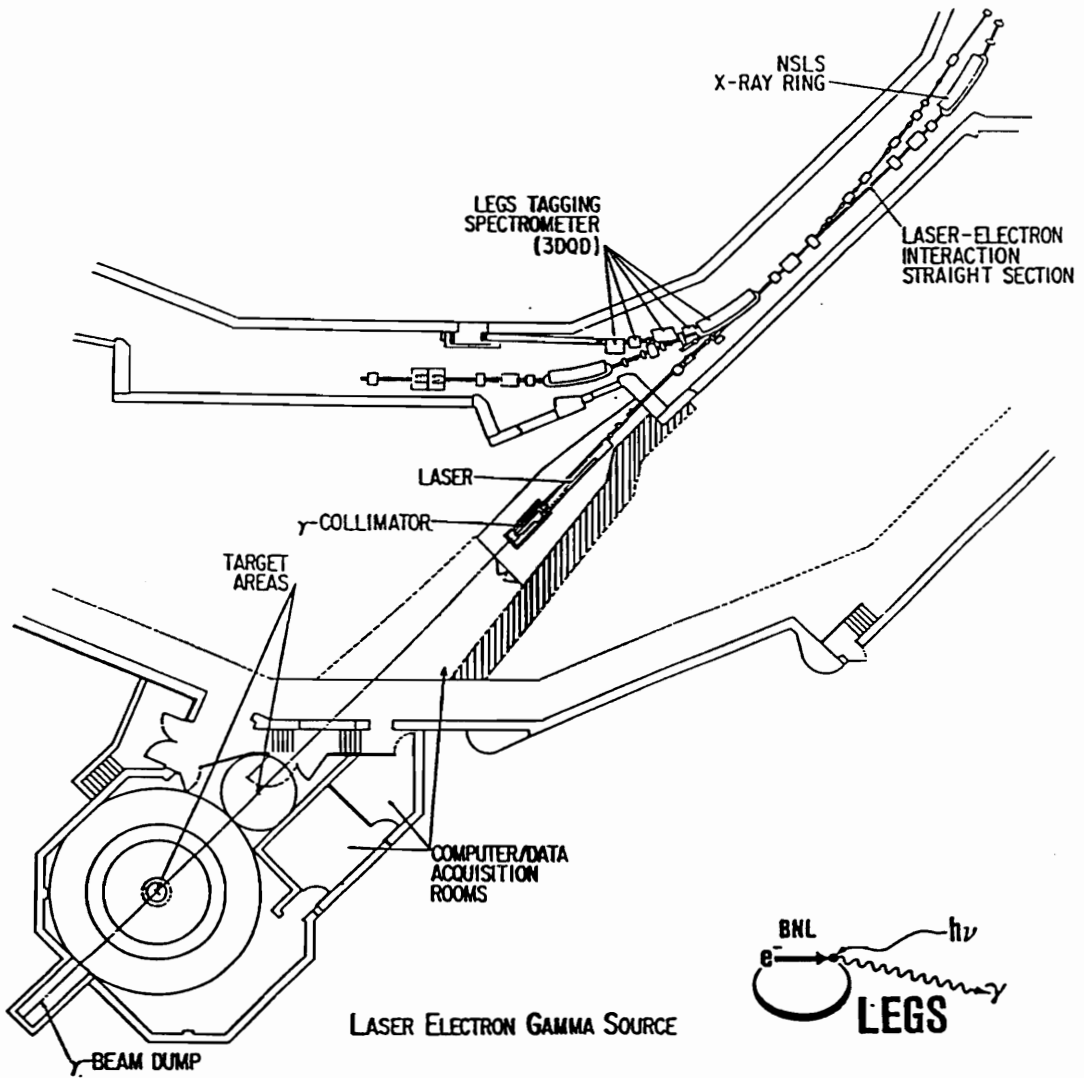 NSLS
X-RAY RING
LEGS TAGGING
SPECTROMETER
(3DQD)
LASER-ELECTRON
INTERACTION
STRAIGHT SECTION
LASER
γ-COLLIMATOR
TARGET
AREAS
COMPUTER/DATA
ACQUISITION
ROOMS
BNL
e⁻
hν
γ
LEGS
LASER ELECTRON GAMMA SOURCE
γ BEAM DUMP